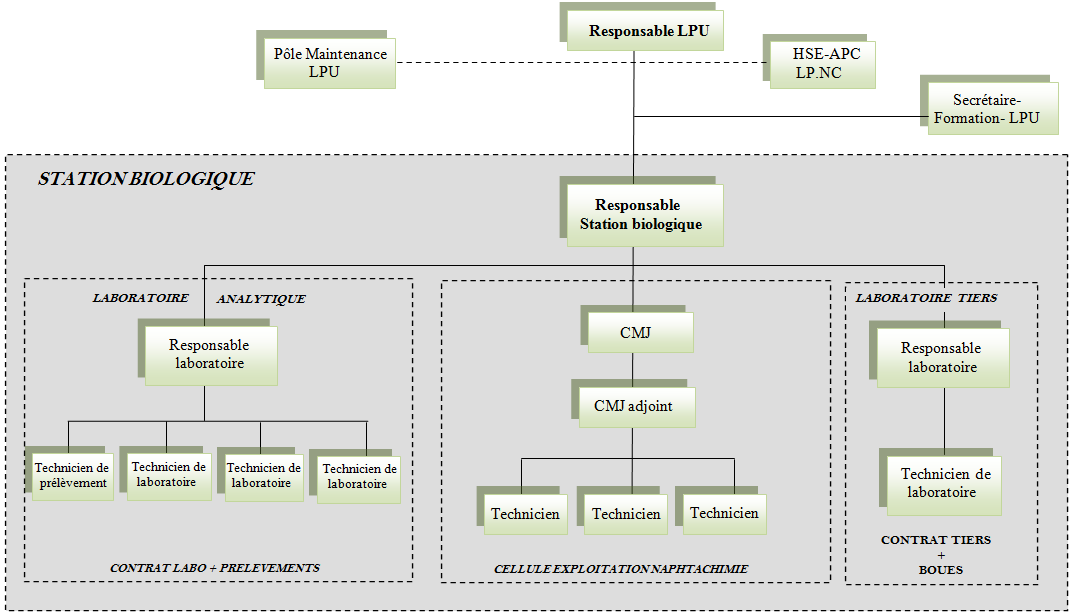 Responsable LPU
Pôle Maintenance
LPU
HSE-APC
LP.NC
Secrétaire-
Formation- LPU
STATION BIOLOGIQUE
Responsable
Station biologique
LABORATOIRE ANALYTIQUE
Responsable
laboratoire
Technicien de
prélèvement
Technicien de
laboratoire
Technicien de
laboratoire
Technicien de
laboratoire
CONTRAT LABO + PRELEVEMENTS
CMJ
CMJ adjoint
Technicien
Technicien
Technicien
CELLULE EXPLOITATION NAPHTACHIMIE
LABORATOIRE TIERS
Responsable
laboratoire
Technicien de
laboratoire
CONTRAT TIERS
+
BOUES